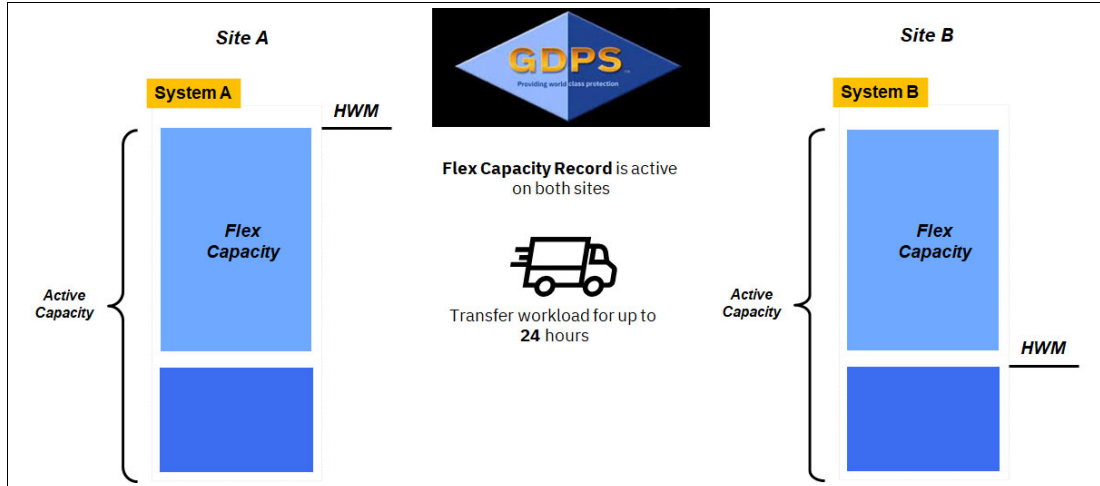 Site A
System A
HWM
Flex
Capacity
Active
Capacity
GDPS
Providing world class protection
Flex Capacity Record is active
on both sites
Transfer workload for up to
24 hours
Site B
System B
Flex
Capacity
Active
Capacity
HWM